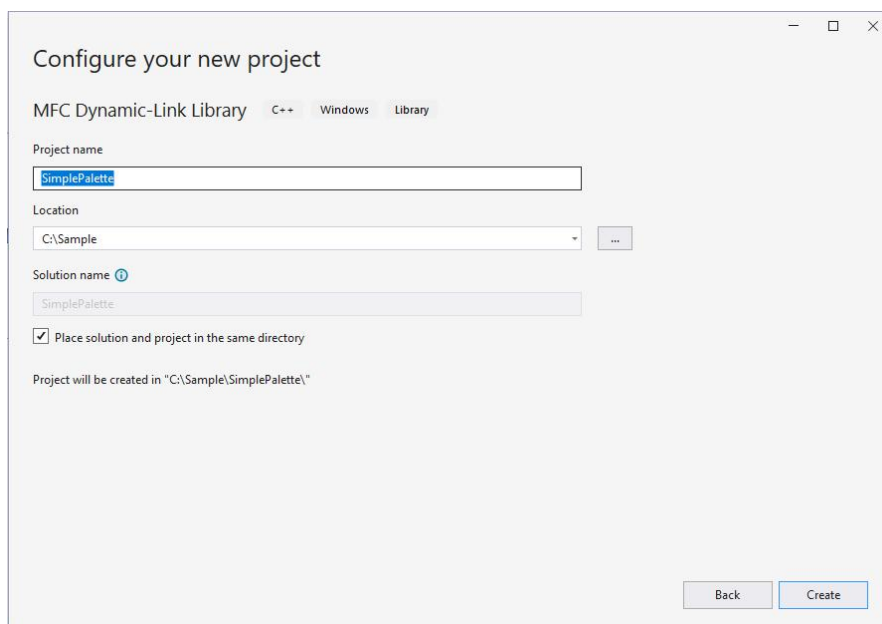 Configure your new project
MFC Dynamic-Link Library C++ Windows Library
Project name
SimplePalette
Location
C:\Sample
...
Solution name
SimplePalette
Place solution and project in the same directory
Project will be created in "C:\Sample\SimplePalette\"
Back Create